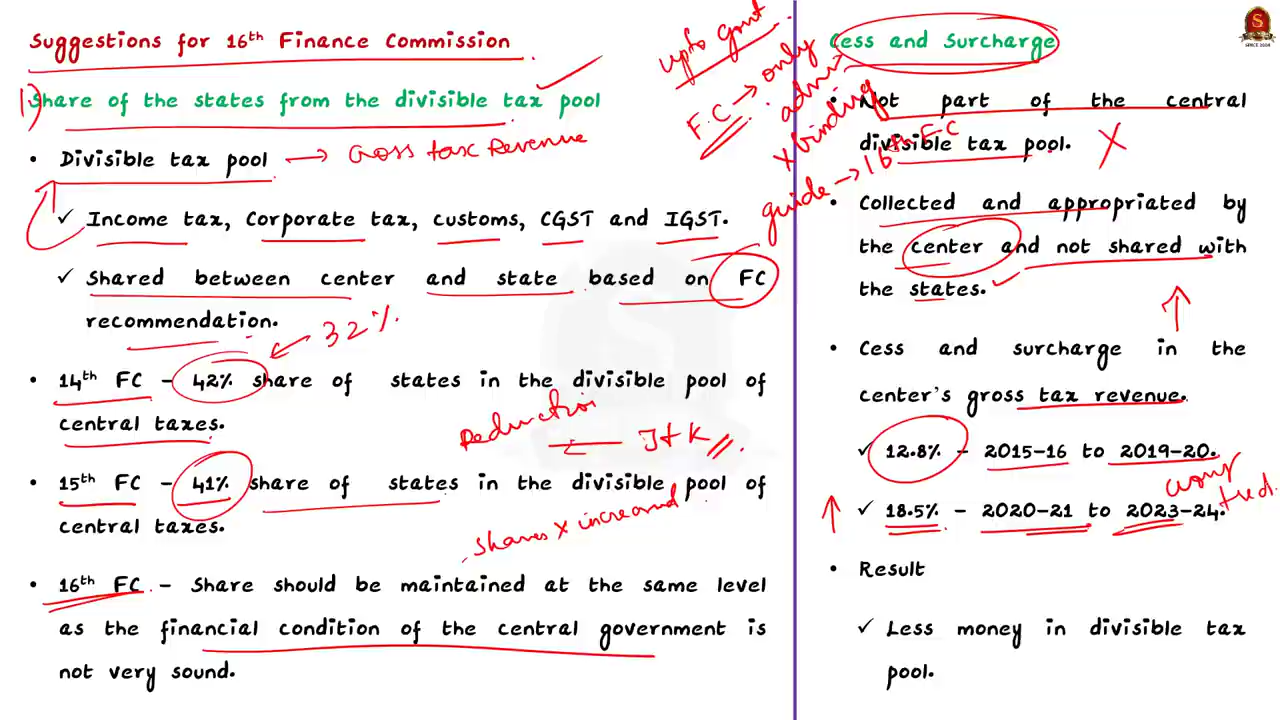 Suggestions for 16th Finance Commission
1) Share of the states from the divisible tax pool
• Divisible tax pool → Gross tax Revenue
✓ Income tax, Corporate tax, customs, CGST and IGST.
✓ Shared between center and state based on FC
recommendation.
32%
• 14th FC - 42% share of states in the divisible pool of
central taxes.
Reduction ← J+K
• 15th FC - 41% share of states in the divisible pool of
central taxes.
shares x increased
• 16th FC - Share should be maintained at the same level
as the financial condition of the central government is
not very sound.
upto govt
F.C → only
admin
x binding
guide → 16th FC
Cess and Surcharge
• Not part of the central
divisible tax pool. X
• Collected and appropriated by
the center and not shared with
the states.
• Cess and surcharge in the
center's gross tax revenue.
✓ 12.8% - 2015-16 to 2019-20.
✓ 18.5% - 2020-21 to 2023-24.
• Result
✓ Less money in divisible tax
pool.
S
SINCE 2004